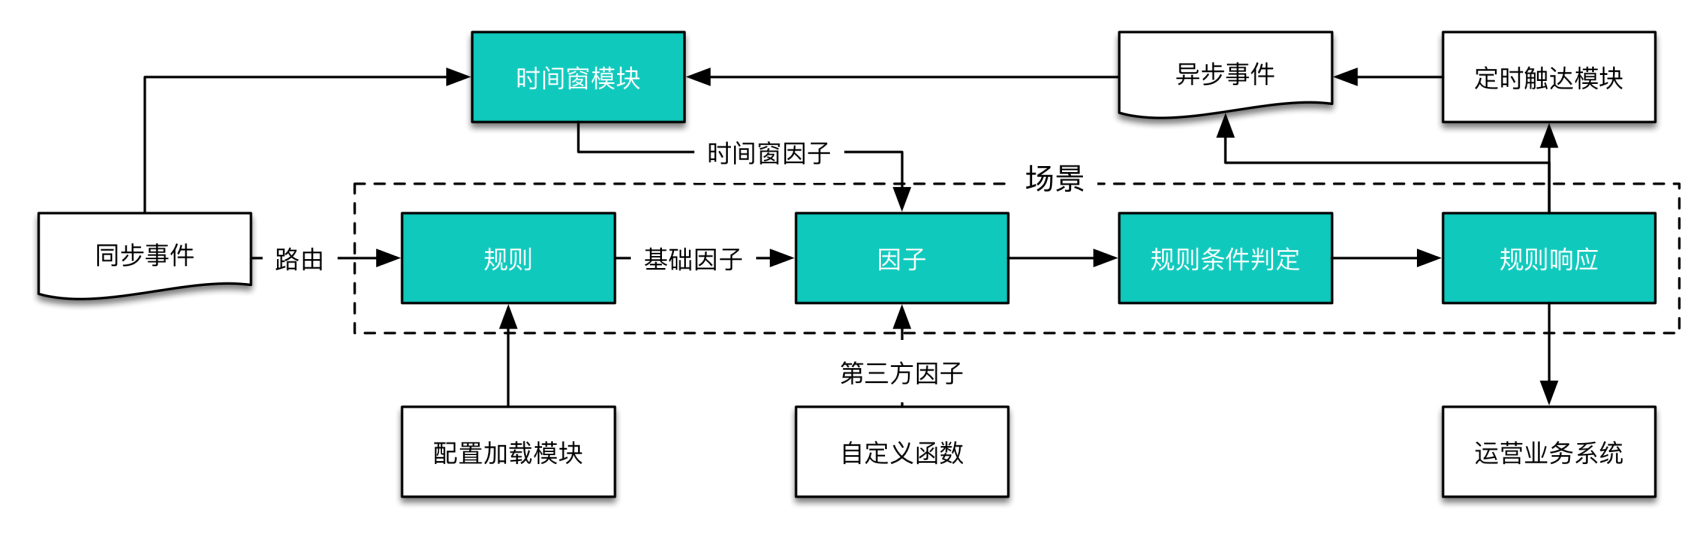 时间窗模块
异步事件
定时触达模块
时间窗因子
场景
同步事件
路由
规则
基础因子
因子
规则条件判定
规则响应
第三方因子
配置加载模块
自定义函数
运营业务系统